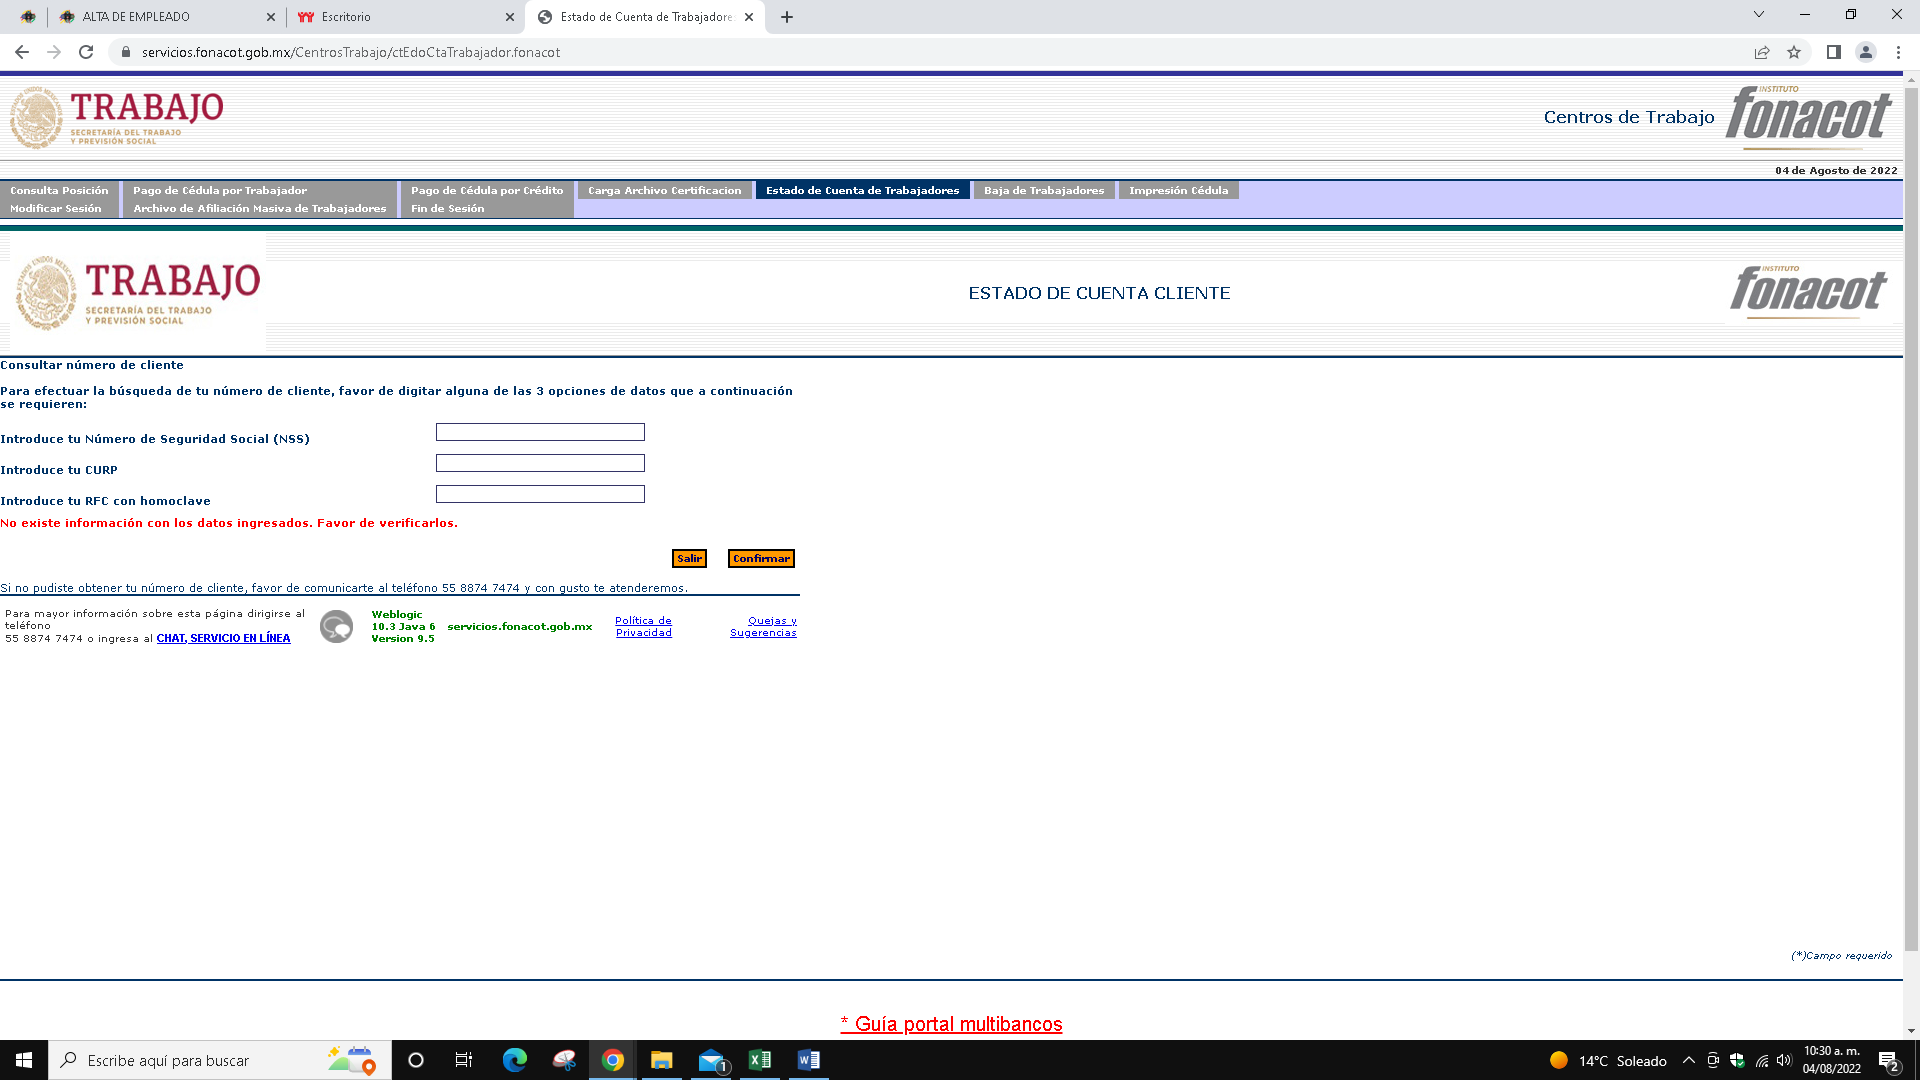 ALTA DE EMPLEADO
Escritorio
Estado de Cuenta de Trabajadore
servicios.fonacot.gob.mx/CentrosTrabajo/ctEdoCtaTrabajador.fonacot
TRABAJO
SECRETARÍA DEL TRABAJO
Y PREVISIÓN SOCIAL
Centros de Trabajo
INSTITUTO
fonacot
04 de Agosto de 2022
Consulta Posición
Pago de Cédula por Trabajador
Pago de Cédula por Crédito
Carga Archivo Certificacion
Estado de Cuenta de Trabajadores
Baja de Trabajadores
Impresión Cédula
Modificar Sesión
Archivo de Afiliación Masiva de Trabajadores
Fin de Sesión
TRABAJO
SECRETARÍA DEL TRABAJO
Y PREVISIÓN SOCIAL
ESTADO DE CUENTA CLIENTE
INSTITUTO
fonacot
Consultar número de cliente
Para efectuar la búsqueda de tu número de cliente, favor de digitar alguna de las 3 opciones de datos que a continuación
se requieren:
Introduce tu Número de Seguridad Social (NSS)
Introduce tu CURP
Introduce tu RFC con homoclave
No existe información con los datos ingresados. Favor de verificarlos.
Salir
Confirmar
Si no pudiste obtener tu número de cliente, favor de comunicarte al teléfono 55 8874 7474 y con gusto te atenderemos.
Para mayor información sobre esta página dirigirse al
teléfono
55 8874 7474 o ingresa al CHAT, SERVICIO EN LÍNEA
Weblogic
10.3 Java 6
Version 9.5
servicios.fonacot.gob.mx
Política de
Privacidad
Quejas y
Sugerencias
(*)Campo requerido
* Guía portal multibancos
Escribe aquí para buscar
1
14°C Soleado
10:30 a. m.
04/08/2022
2